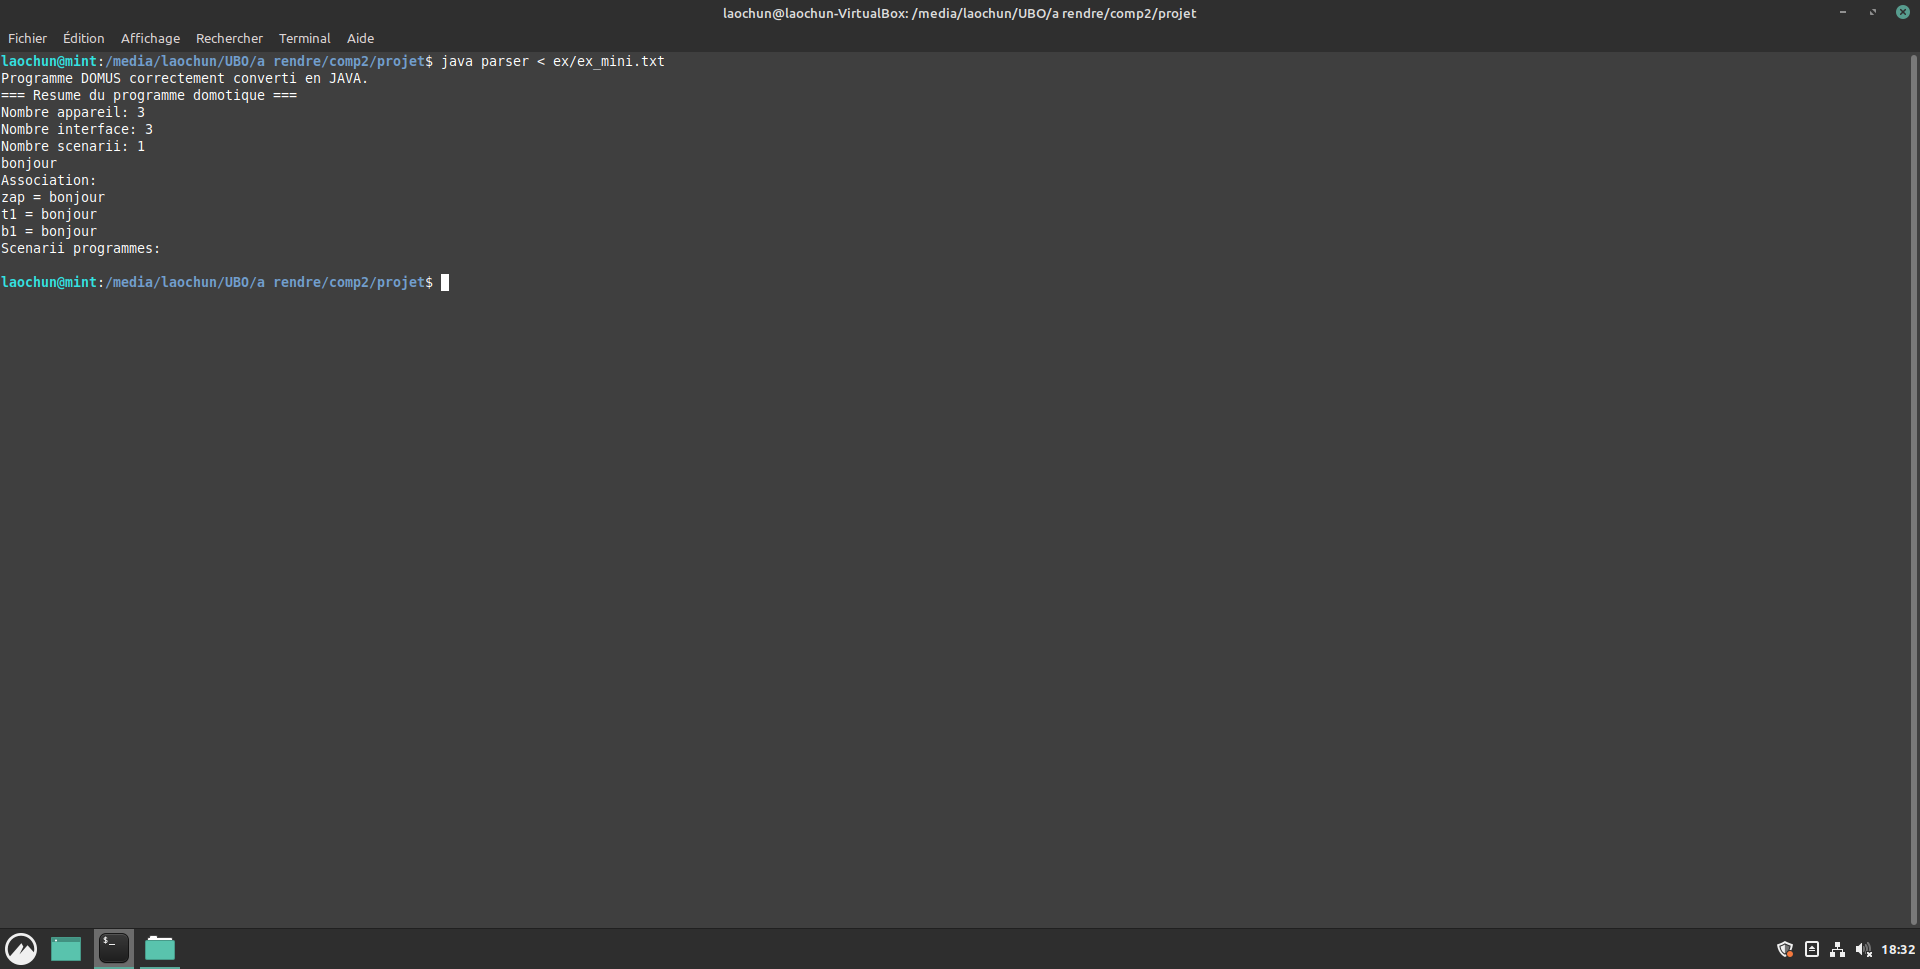 laochun@laochun-VirtualBox: /media/laochun/UBO/a rendre/comp2/projet
Fichier Édition Affichage Rechercher Terminal Aide
laochun@mint:/media/laochun/UBO/a rendre/comp2/projet$ java parser < ex/ex_mini.txt
Programme DOMUS correctement converti en JAVA.
=== Resume du programme domotique ===
Nombre appareil: 3
Nombre interface: 3
Nombre scenarii: 1
bonjour
Association:
zap = bonjour
t1 = bonjour
b1 = bonjour
Scenarii programmes:
laochun@mint:/media/laochun/UBO/a rendre/comp2/projet$
$_
18:32